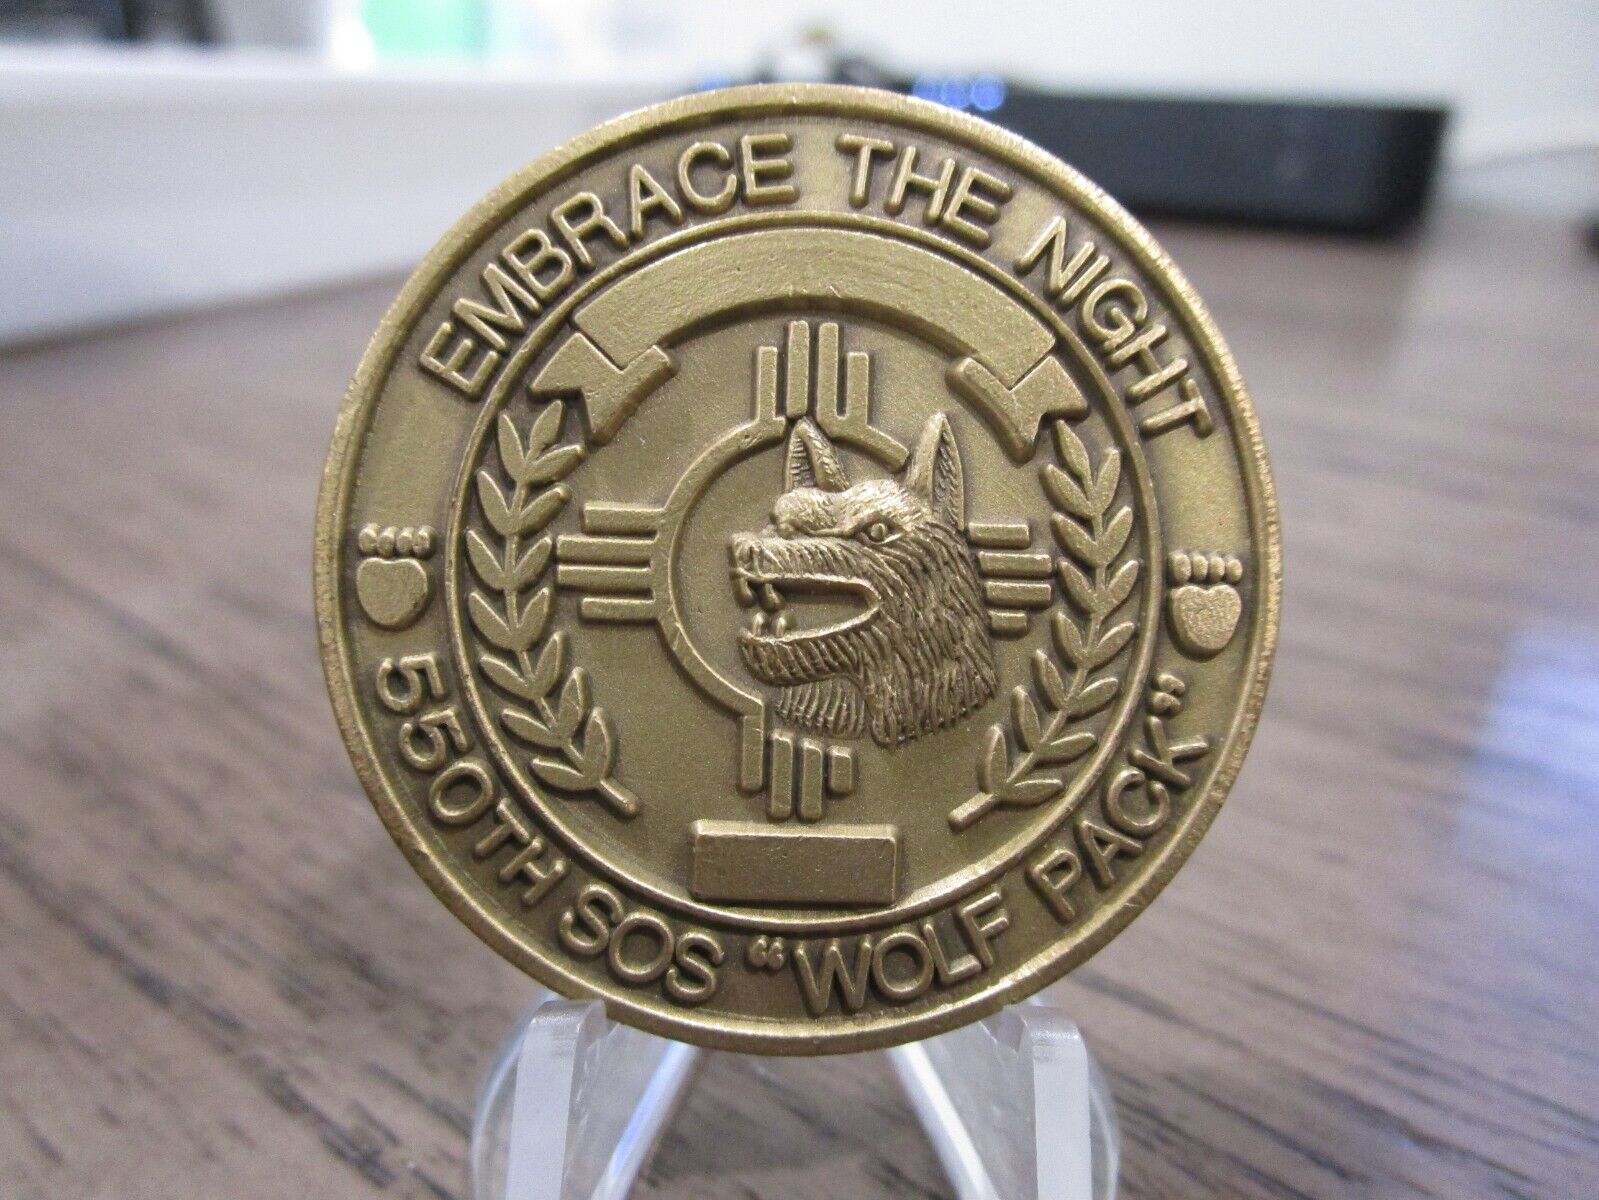 EMBRACE THE NIGHT
550TH SOS “WOLF PACK”